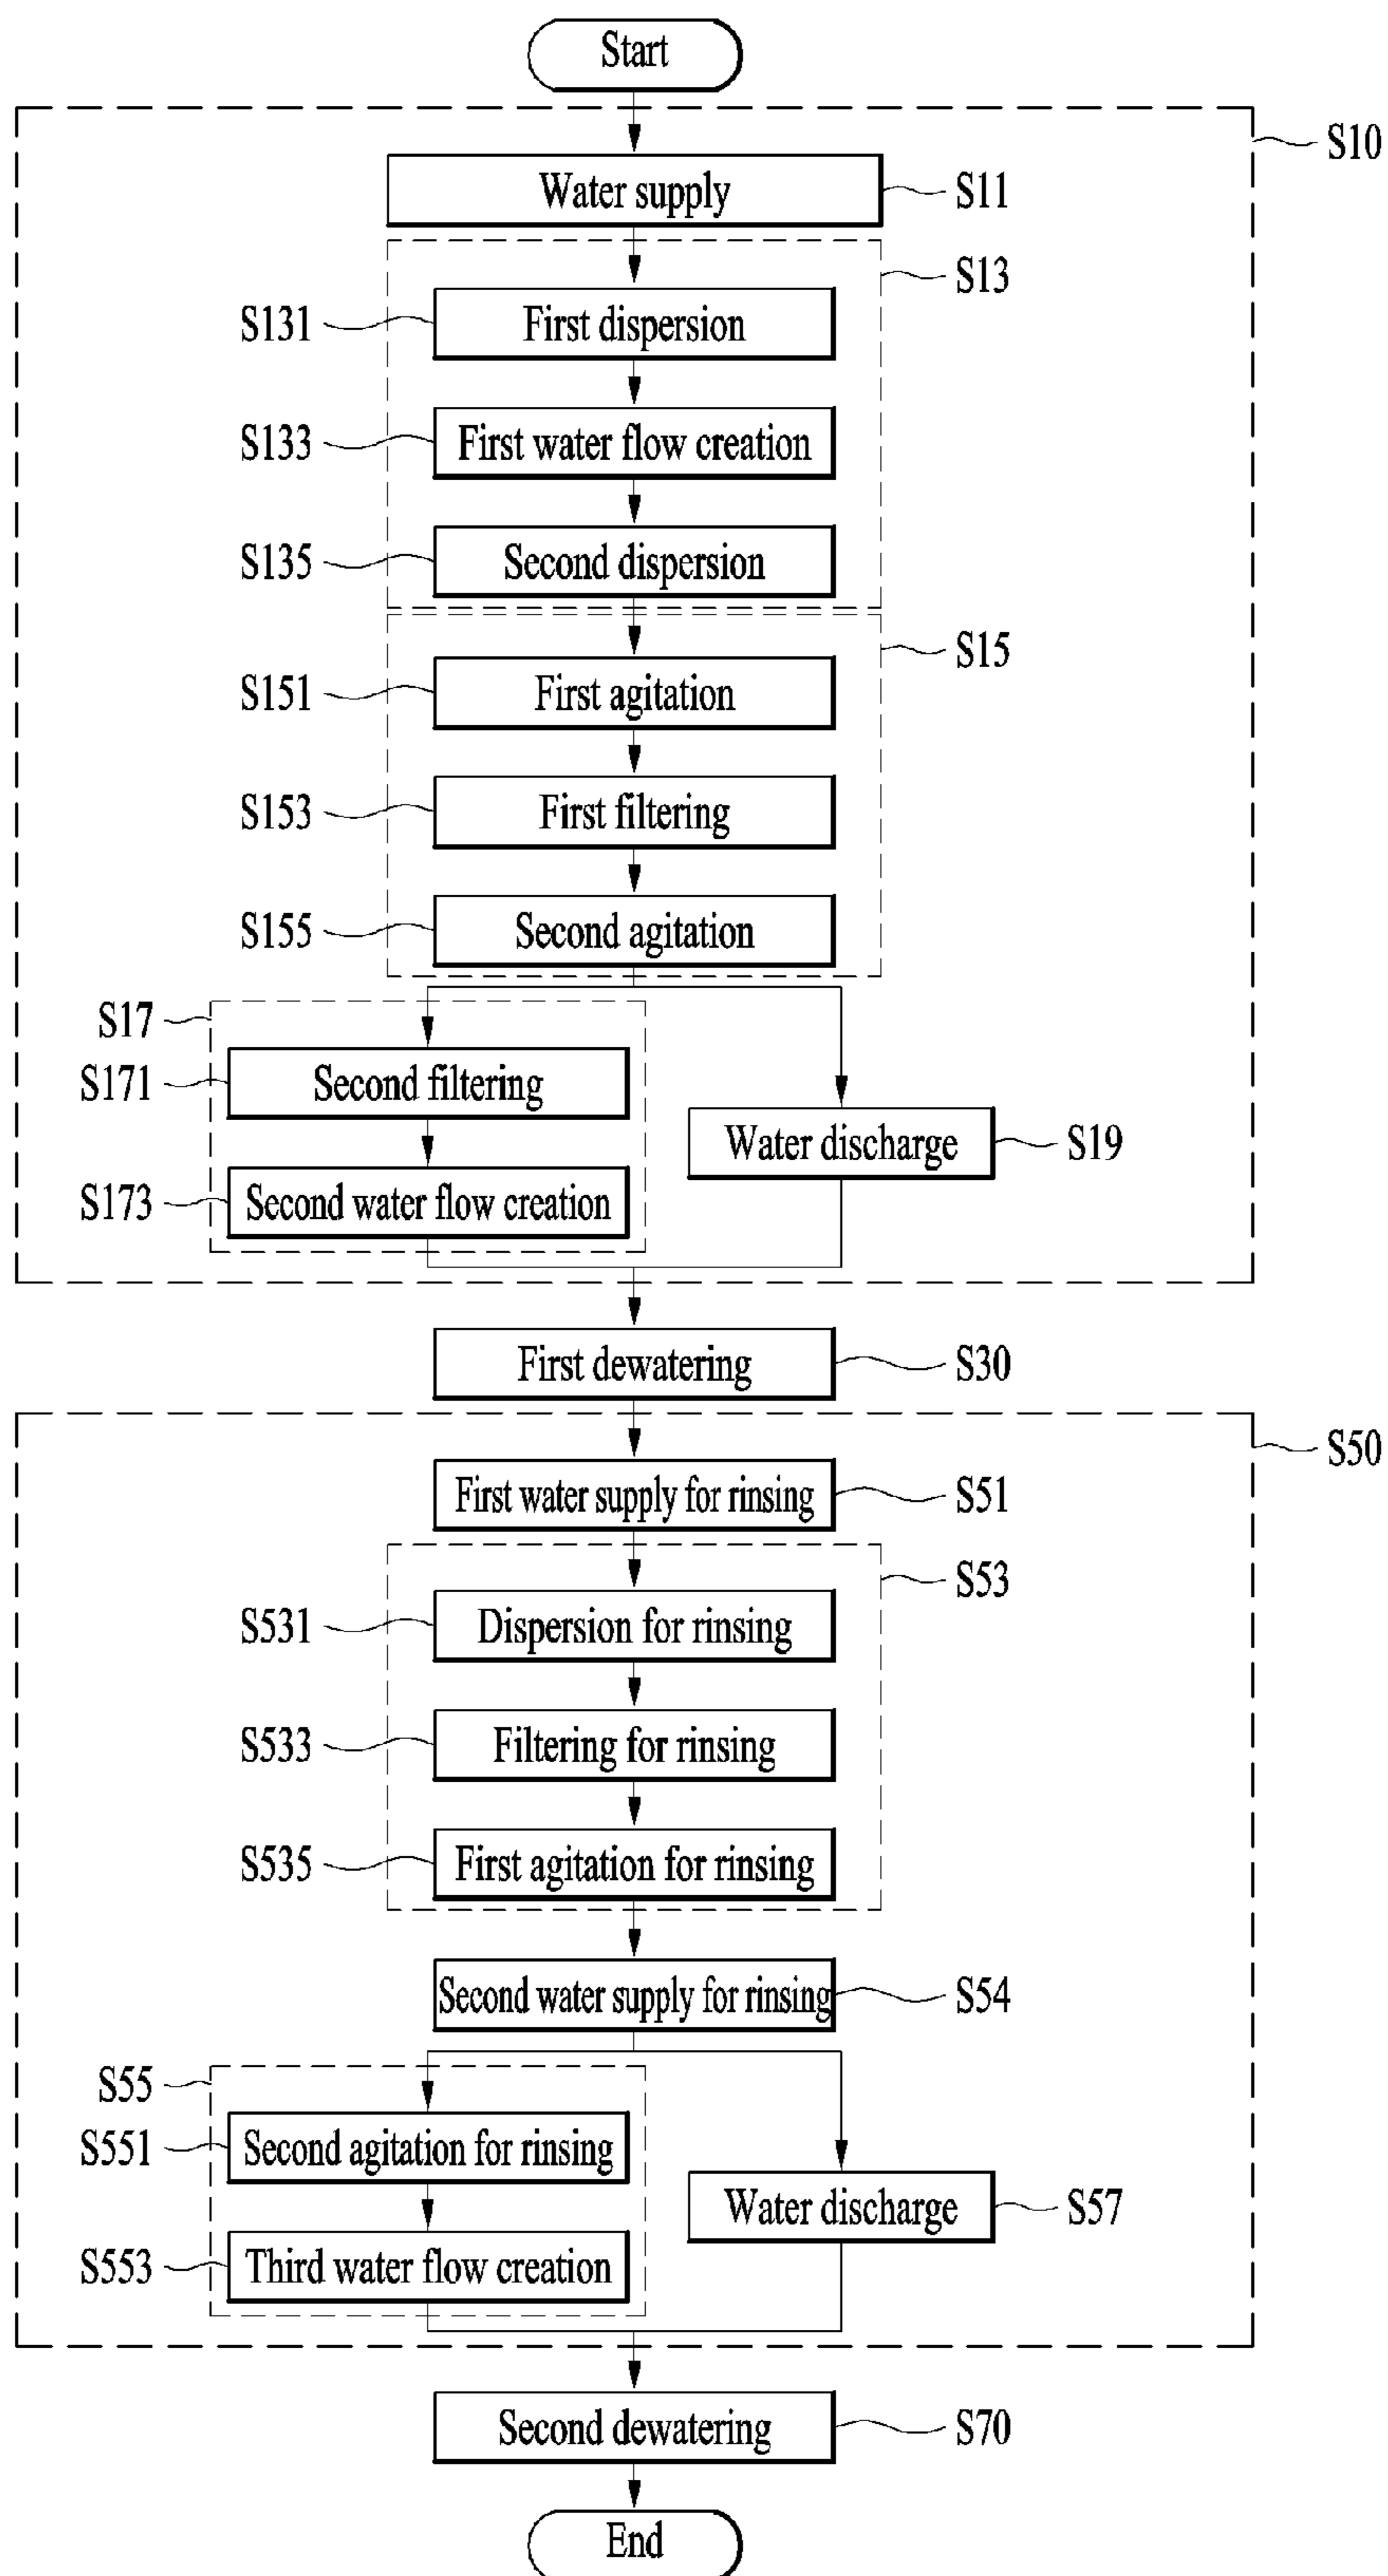 Start
S10
Water supply
S11
S13
S131
First dispersion
S133
First water flow creation
S135
Second dispersion
S15
S151
First agitation
S153
First filtering
S155
Second agitation
S17
S171
Second filtering
Water discharge
S19
S173
Second water flow creation
First dewatering
S30
S50
First water supply for rinsing
S51
S53
S531
Dispersion for rinsing
S533
Filtering for rinsing
S535
First agitation for rinsing
Second water supply for rinsing
S54
S55
S551
Second agitation for rinsing
Water discharge
S57
S553
Third water flow creation
Second dewatering
S70
End